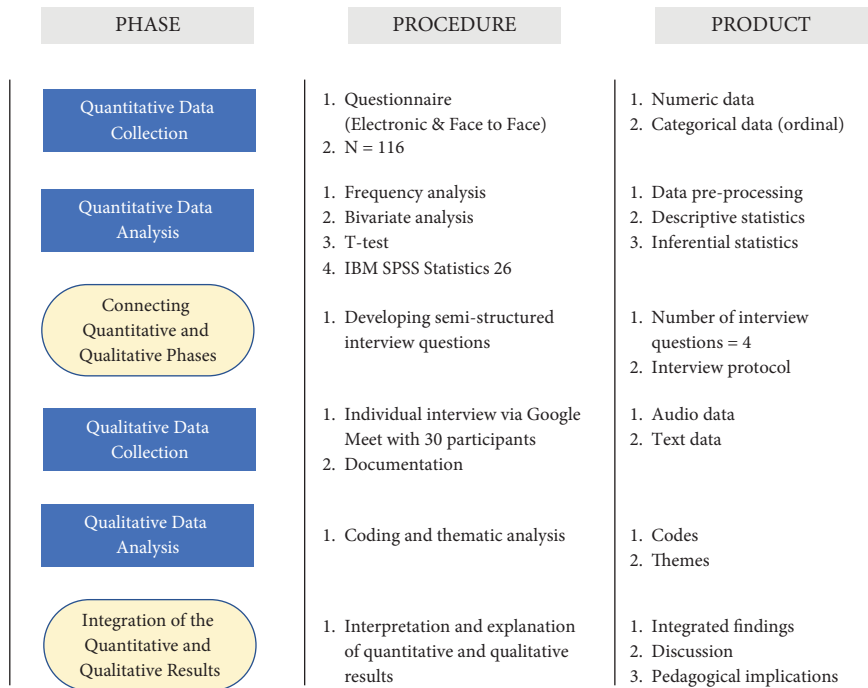 PHASE
PROCEDURE
PRODUCT
Quantitative Data
Collection
1. Questionnaire
(Electronic & Face to Face)
2. N = 116
1. Numeric data
2. Categorical data (ordinal)
Quantitative Data
Analysis
1. Frequency analysis
2. Bivariate analysis
3. T-test
4. IBM SPSS Statistics 26
1. Data pre-processing
2. Descriptive statistics
3. Inferential statistics
Connecting
Quantitative and
Qualitative Phases
1. Developing semi-structured
interview questions
1. Number of interview
questions = 4
2. Interview protocol
Qualitative Data
Collection
1. Individual interview via Google
Meet with 30 participants
2. Documentation
1. Audio data
2. Text data
Qualitative Data
Analysis
1. Coding and thematic analysis
1. Codes
2. Themes
Integration of the
Quantitative and
Qualitative Results
1. Interpretation and explanation
of quantitative and qualitative
results
1. Integrated findings
2. Discussion
3. Pedagogical implications